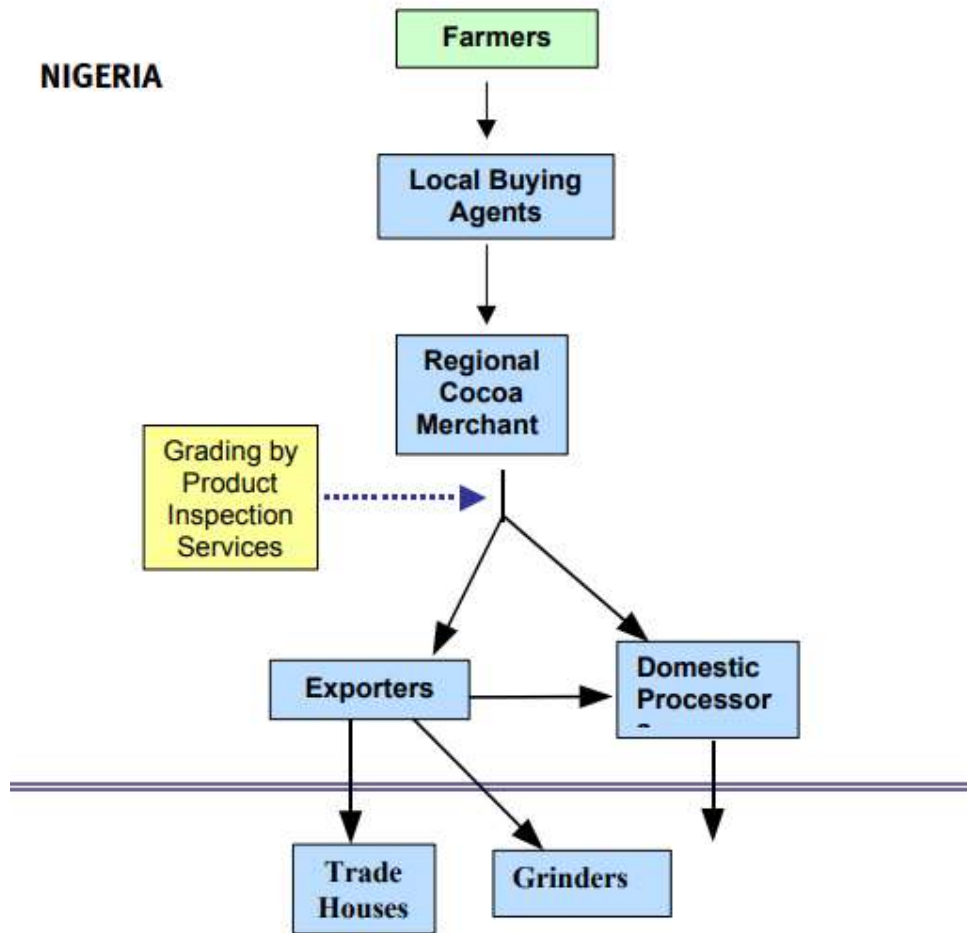 Farmers
NIGERIA
Local Buying
Agents
Regional
Cocoa
Merchant
Grading by
Product
Inspection
Services
Exporters
Domestic
Processor
Trade
Houses
Grinders